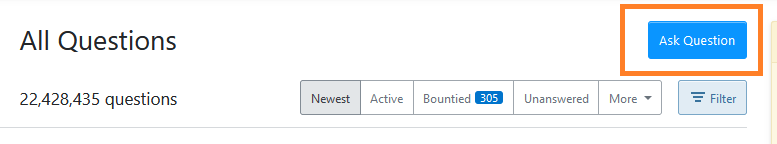 All Questions
Ask Question
22,428,435 questions
Newest Active Bountied 305 Unanswered More Filter